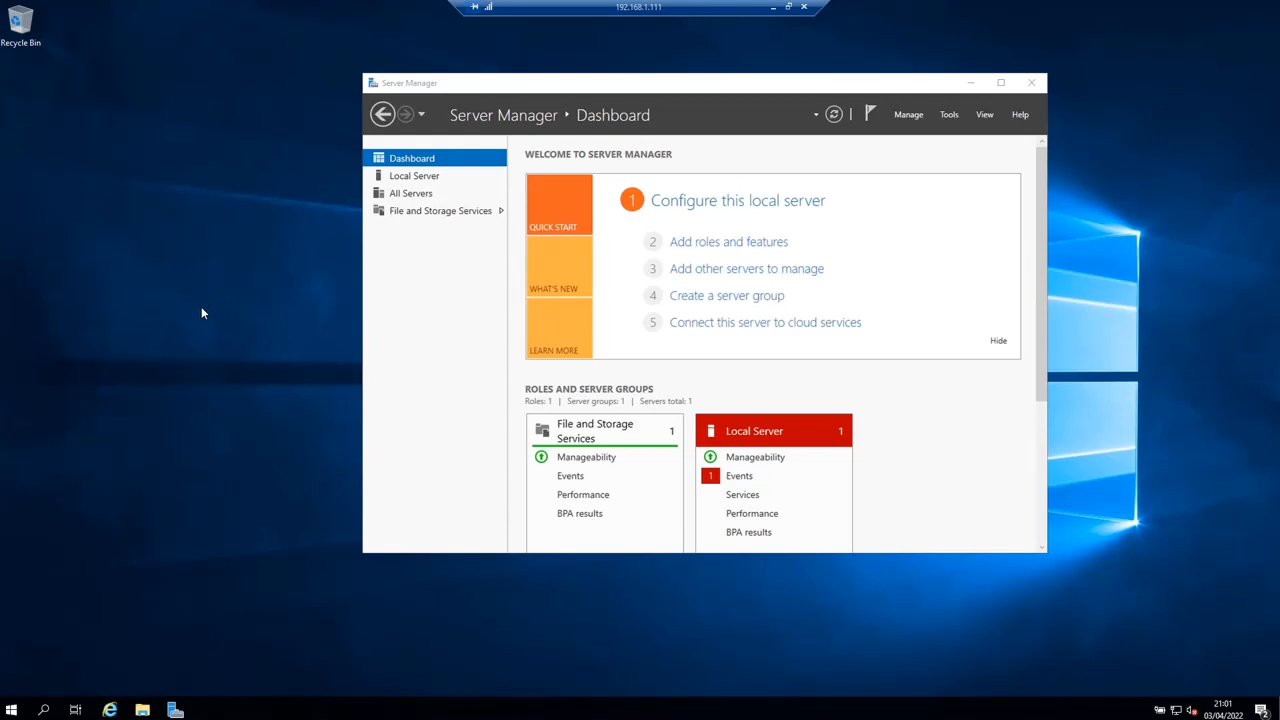 192.168.1.111
Recycle Bin
Server Manager
Server Manager Dashboard
Manage Tools View Help
Dashboard
Local Server
All Servers
File and Storage Services
WELCOME TO SERVER MANAGER
QUICK START
WHAT'S NEW
LEARN MORE
1 Configure this local server
2 Add roles and features
3 Add other servers to manage
4 Create a server group
5 Connect this server to cloud services
Hide
ROLES AND SERVER GROUPS
Roles: 1 | Server groups: 1 | Servers total: 1
File and Storage
Services
1
Manageability
Events
Performance
BPA results
Local Server 1
Manageability
1 Events
Services
Performance
BPA results
21:01
03/04/2022
2